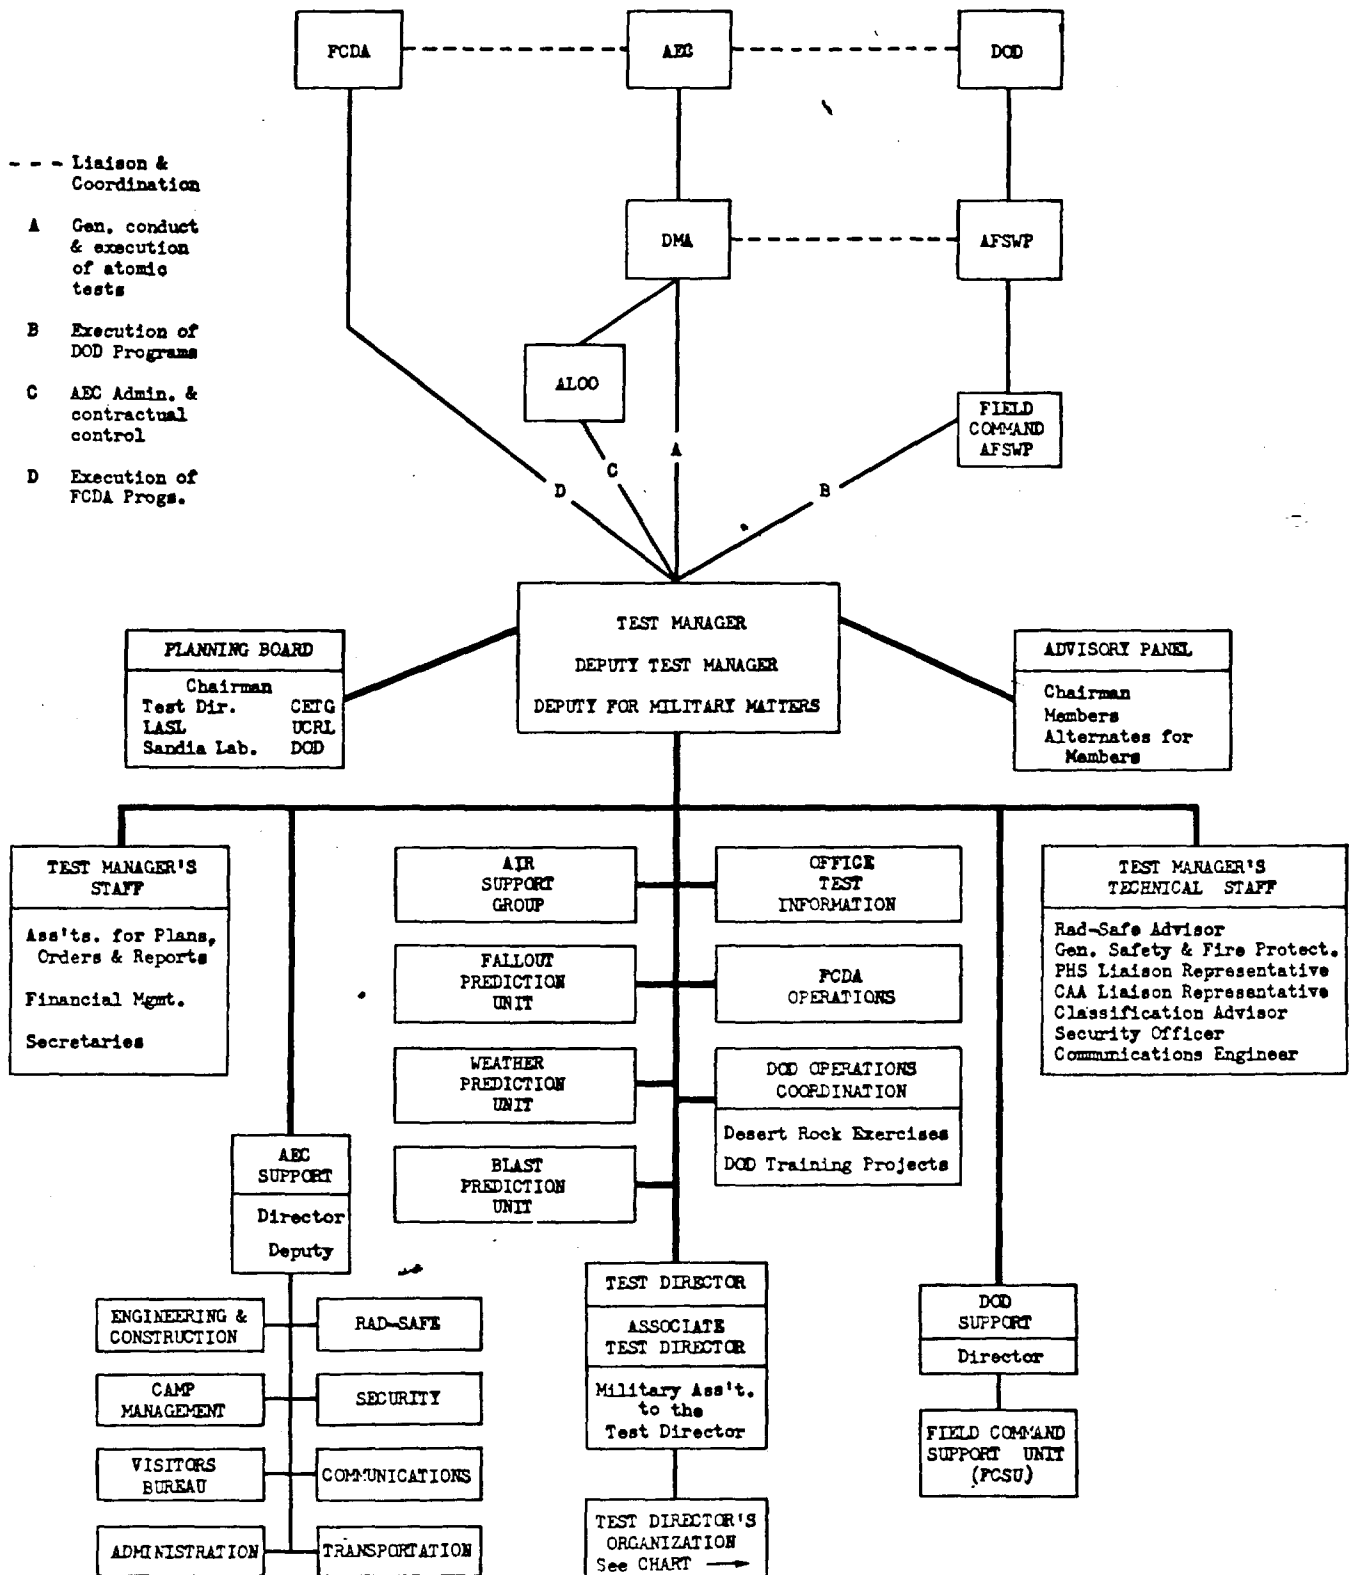 FCDA
AEC
DOD
- - - Liaison &
Coordination
A Gen. conduct
& execution
of atomic
tests
B Execution of
DOD Programs
C AEC Admin. &
contractual
control
D Execution of
FCDA Progs.
DMA
AFSWP
ALOO
FIELD
COMMAND
AFSWP
A
C
D
B
TEST MANAGER
DEPUTY TEST MANAGER
DEPUTY FOR MILITARY MATTERS
PLANNING BOARD
Chairman
Test Dir. CETG
LASL UCRL
Sandia Lab. DOD
ADVISORY PANEL
Chairman
Members
Alternates for
Members
TEST MANAGER'S
STAFF
Ass'ts. for Plans,
Orders & Reports
Financial Mgmt.
Secretaries
AIR
SUPPORT
GROUP
OFFICE
TEST
INFORMATION
FALLOUT
PREDICTION
UNIT
FCDA
OPERATIONS
WEATHER
PREDICTION
UNIT
DOD OPERATIONS
COORDINATION
Desert Rock Exercises
DOD Training Projects
BLAST
PREDICTION
UNIT
TEST MANAGER'S
TECHNICAL STAFF
Rad-Safe Advisor
Gen. Safety & Fire Protect.
PHS Liaison Representative
CAA Liaison Representative
Classification Advisor
Security Officer
Communications Engineer
AEC
SUPPORT
Director
Deputy
ENGINEERING &
CONSTRUCTION
RAD-SAFE
CAMP
MANAGEMENT
SECURITY
VISITORS
BUREAU
COMMUNICATIONS
ADMINISTRATION
TRANSPORTATION
TEST DIRECTOR
ASSOCIATE
TEST DIRECTOR
Military Ass't.
to the
Test Director
TEST DIRECTOR'S
ORGANIZATION
See CHART →
DOD
SUPPORT
Director
FIELD COMMAND
SUPPORT UNIT
(FCSU)